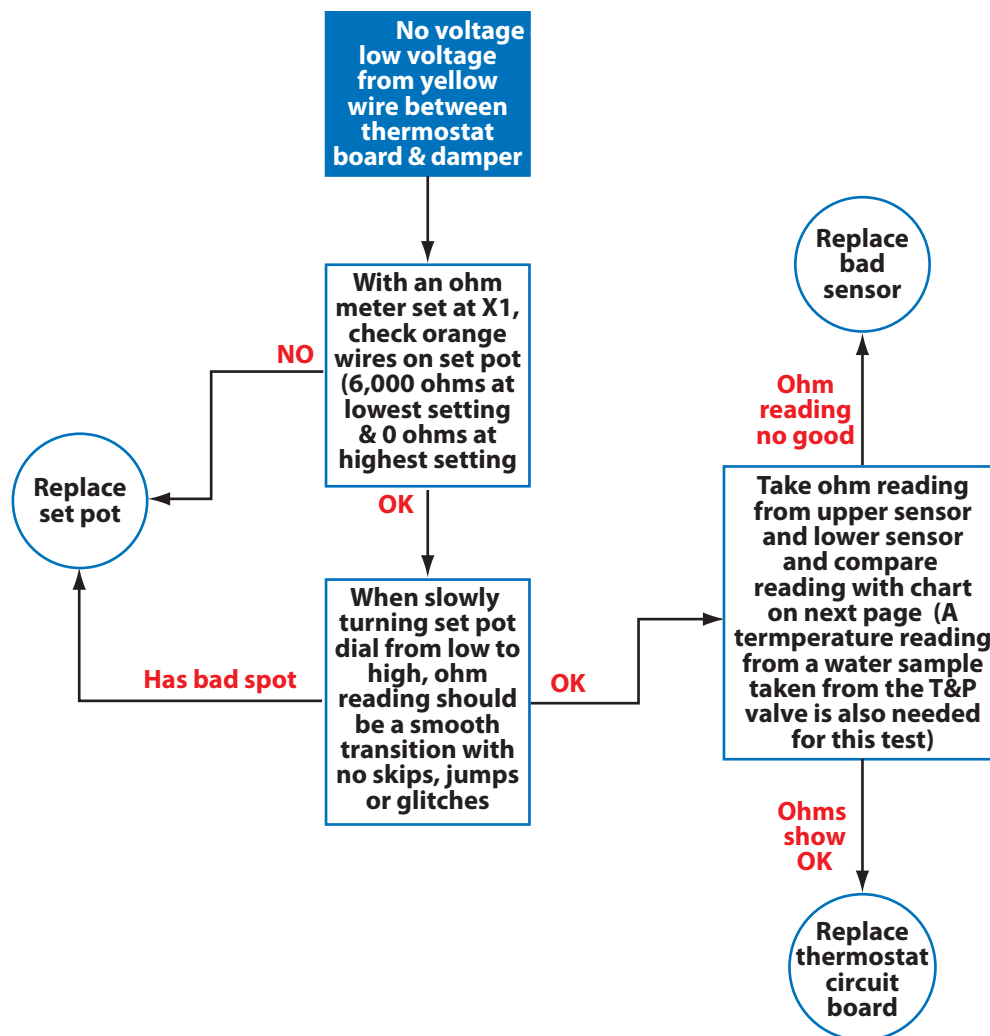 No voltage
low voltage
from yellow
wire between
thermostat
board & damper
With an ohm
meter set at X1,
check orange
wires on set pot
(6,000 ohms at
lowest setting
& 0 ohms at
highest setting
NO
Replace
set pot
OK
When slowly
turning set pot
dial from low to
high, ohm
reading should
be a smooth
transition with
no skips, jumps
or glitches
Has bad spot
OK
Replace
bad
sensor
Ohm
reading
no good
Take ohm reading
from upper sensor
and lower sensor
and compare
reading with chart
on next page (A
termperature reading
from a water sample
taken from the T&P
valve is also needed
for this test)
Ohms
show
OK
Replace
thermostat
circuit
board